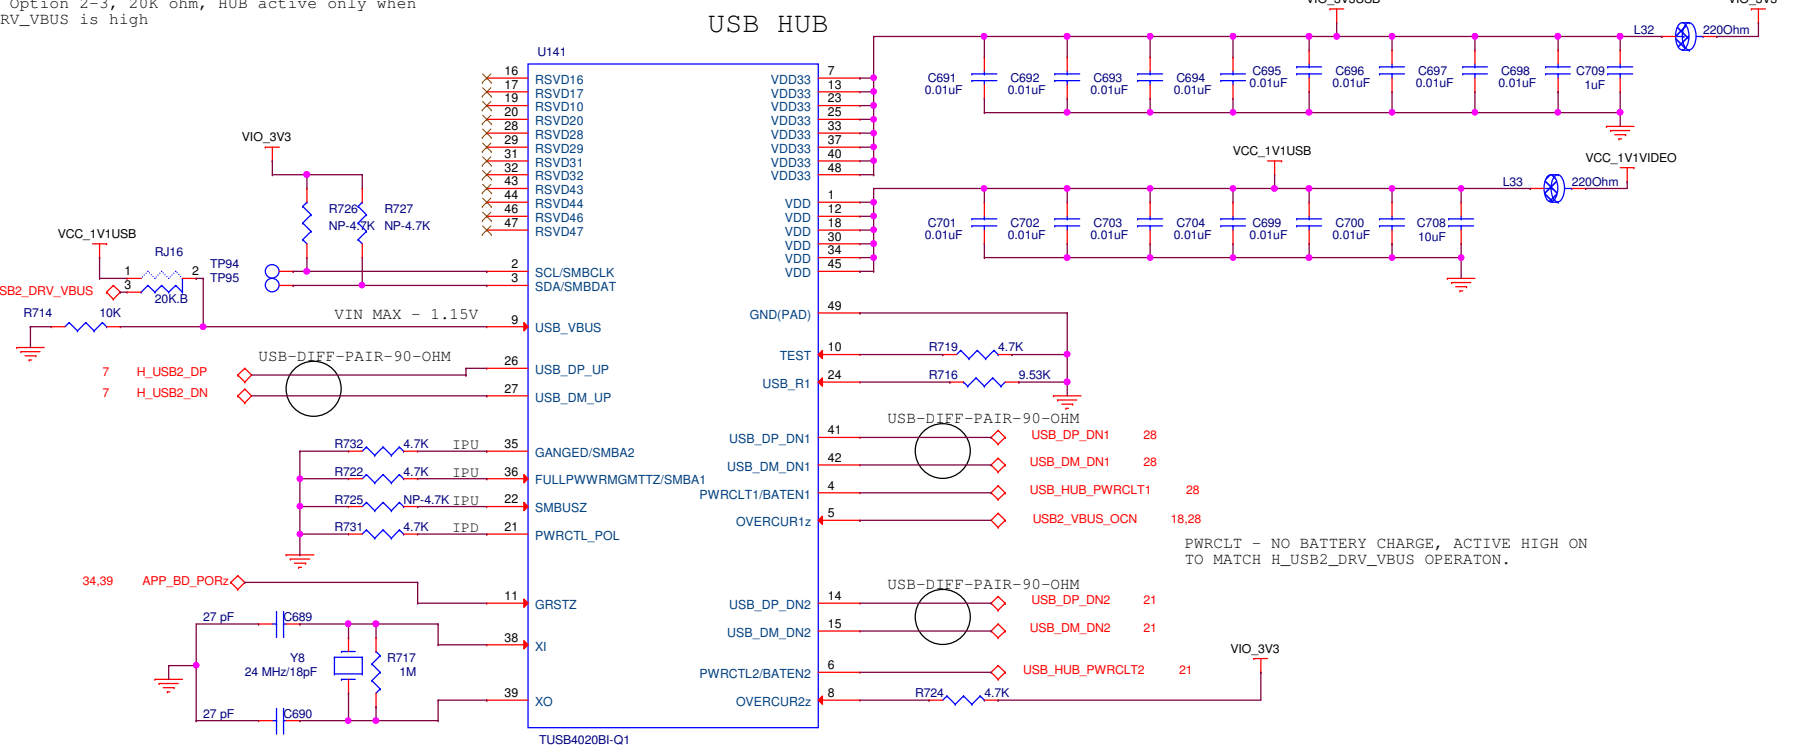 Option 2-3, 20K ohm, HUB active only when
RV_VBUS is high
USB HUB
U141
16 RSVD16
17 RSVD17
19 RSVD10
20 RSVD20
28 RSVD28
29 RSVD29
31 RSVD31
32 RSVD32
43 RSVD43
44 RSVD44
46 RSVD46
47 RSVD47
VDD33 7
VDD33 13
VDD33 23
VDD33 25
VDD33 33
VDD33 37
VDD33 40
VDD33 48
VDD 1
VDD 12
VDD 18
VDD 30
VDD 34
VDD 45
L32 220Ohm
C691 0.01uF
C692 0.01uF
C693 0.01uF
C694 0.01uF
C695 0.01uF
C696 0.01uF
C697 0.01uF
C698 0.01uF
C709 1uF
VCC_1V1USB
VCC_1V1VIDEO
L33 220Ohm
C701 0.01uF
C702 0.01uF
C703 0.01uF
C704 0.01uF
C699 0.01uF
C700 0.01uF
C708 10uF
VIO_3V3
R726 NP-4.7K
R727 NP-4.7K
VCC_1V1USB
RJ16
1 2
3
20K.B
TP94
TP95
SB2_DRV_VBUS
R714 10K
2 SCL/SMBCLK
3 SDA/SMBDAT
VIN MAX - 1.15V
9 USB_VBUS
USB-DIFF-PAIR-90-OHM
7 H_USB2_DP
7 H_USB2_DN
26 USB_DP_UP
27 USB_DM_UP
R732 4.7K IPU 35 GANGED/SMBA2
R722 4.7K IPU 36 FULLPWWRMGMTTZ/SMBA1
R725 NP-4.7K IPU 22 SMBUSZ
R731 4.7K IPD 21 PWRCTL_POL
34,39 APP_BD_PORz
11 GRSTZ
27 pF C689
38 XI
Y8
24 MHz/18pF
R717
1M
39 XO
27 pF C690
GND(PAD) 49
TEST 10 R719 4.7K
USB_R1 24 R716 9.53K
USB-DIFF-PAIR-90-OHM
USB_DP_DN1 41 USB_DP_DN1 28
USB_DM_DN1 42 USB_DM_DN1 28
PWRCLT1/BATEN1 4 USB_HUB_PWRCLT1 28
OVERCUR1z 5 USB2_VBUS_OCN 18,28
PWRCLT - NO BATTERY CHARGE, ACTIVE HIGH ON
TO MATCH H_USB2_DRV_VBUS OPERATON.
USB-DIFF-PAIR-90-OHM
USB_DP_DN2 14 USB_DP_DN2 21
USB_DM_DN2 15 USB_DM_DN2 21
PWRCTL2/BATEN2 6 USB_HUB_PWRCLT2 21
VIO_3V3
OVERCUR2z 8 R724 4.7K
TUSB4020BI-Q1